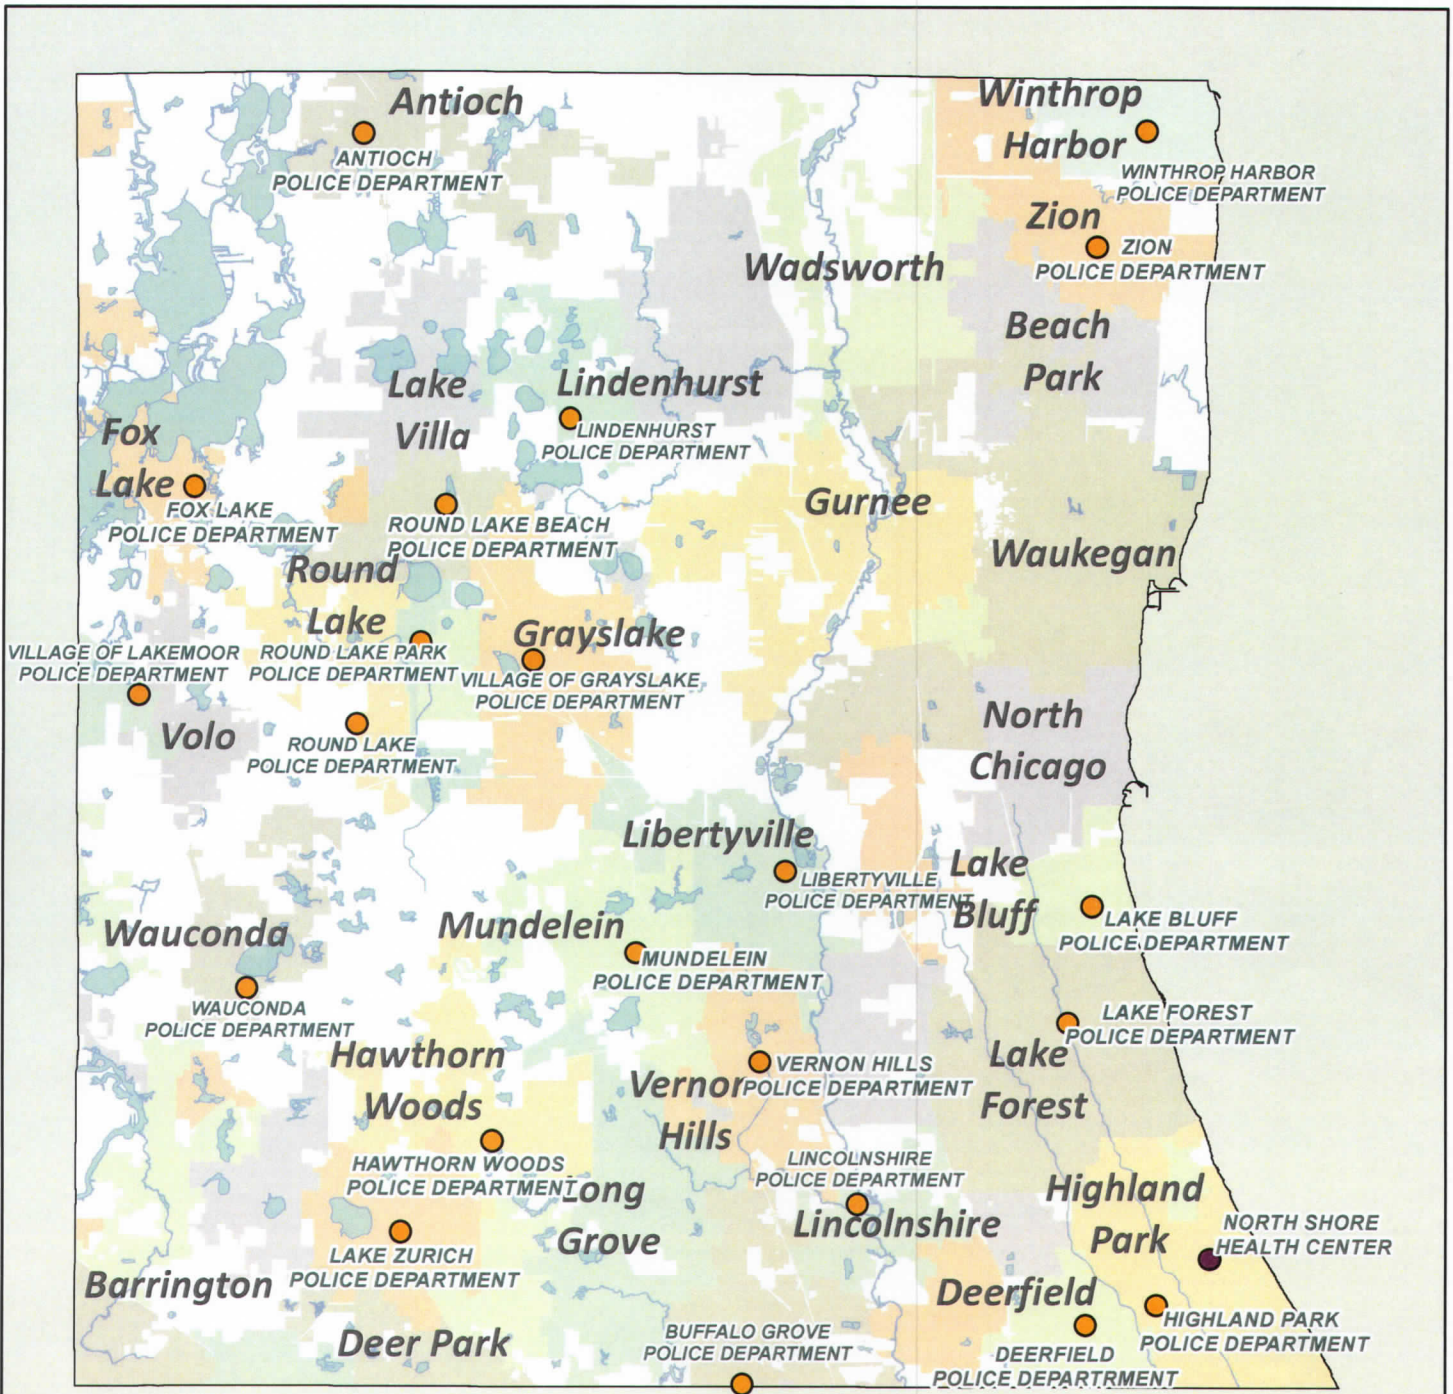 Antioch
ANTIOCH
POLICE DEPARTMENT
Winthrop
Harbor
WINTHROP HARBOR
POLICE DEPARTMENT
Zion
ZION
POLICE DEPARTMENT
Wadsworth
Beach
Park
Lake
Villa
Lindenhurst
LINDENHURST
POLICE DEPARTMENT
Fox
Lake
FOX LAKE
POLICE DEPARTMENT
ROUND LAKE BEACH
POLICE DEPARTMENT
Gurnee
Waukegan
Round
Lake
ROUND LAKE PARK
POLICE DEPARTMENT
Grayslake
VILLAGE OF GRAYSLAKE
POLICE DEPARTMENT
VILLAGE OF LAKEMOOR
POLICE DEPARTMENT
Volo
ROUND LAKE
POLICE DEPARTMENT
North
Chicago
Libertyville
LIBERTYVILLE
POLICE DEPARTMENT
Lake
Bluff
LAKE BLUFF
POLICE DEPARTMENT
Wauconda
WAUCONDA
POLICE DEPARTMENT
Mundelein
MUNDELEIN
POLICE DEPARTMENT
LAKE FOREST
POLICE DEPARTMENT
Lake
Forest
Hawthorn
Woods
HAWTHORN WOODS
POLICE DEPARTMENT
Vernon
Hills
VERNON HILLS
POLICE DEPARTMENT
LINCOLNSHIRE
POLICE DEPARTMENT
Lincolnshire
Long
Grove
Highland
Park
NORTH SHORE
HEALTH CENTER
LAKE ZURICH
POLICE DEPARTMENT
Barrington
Deer Park
BUFFALO GROVE
POLICE DEPARTMENT
Deerfield
DEERFIELD
POLICE DEPARTRMENT
HIGHLAND PARK
POLICE DEPARTMENT